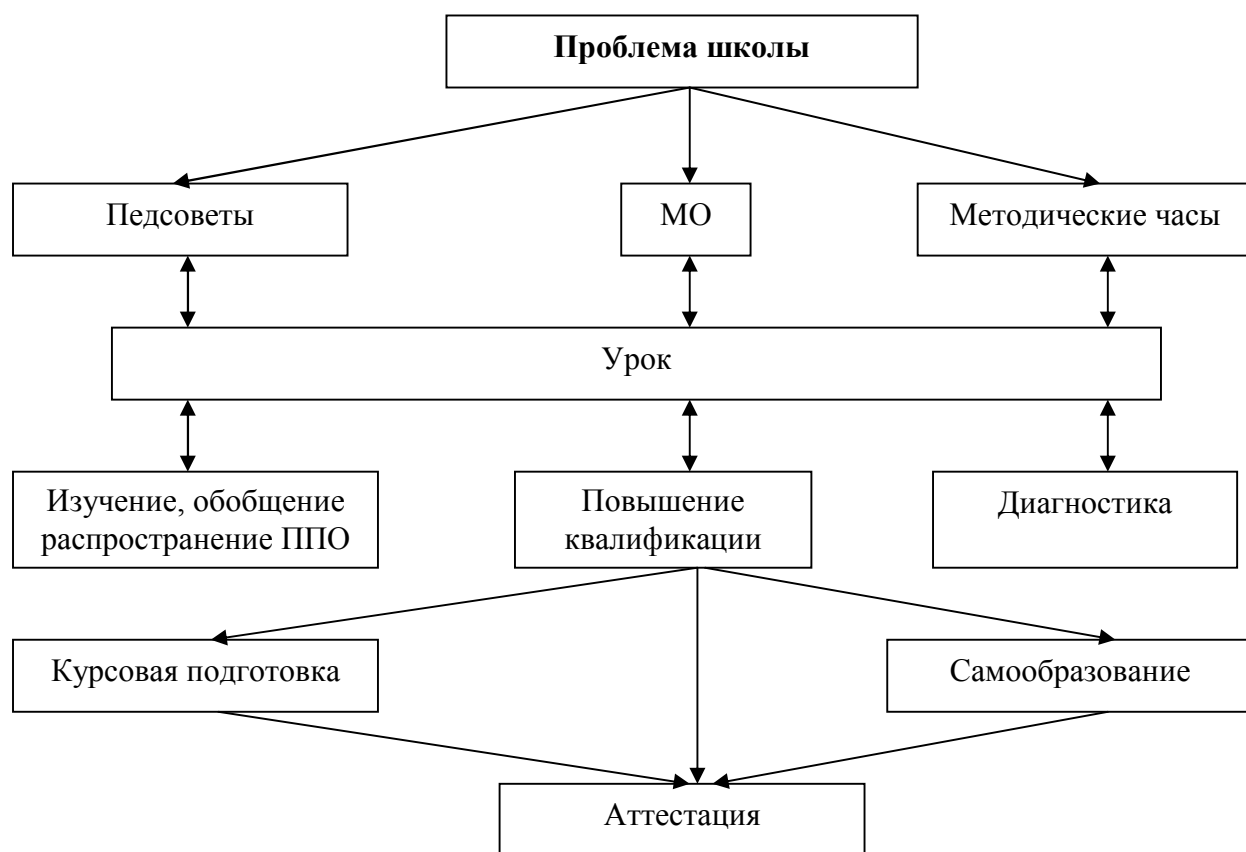 Проблема школы
Педсоветы
МО
Методические часы
Урок
Изучение, обобщение
распространение ППО
Повышение
квалификации
Диагностика
Курсовая подготовка
Самообразование
Аттестация